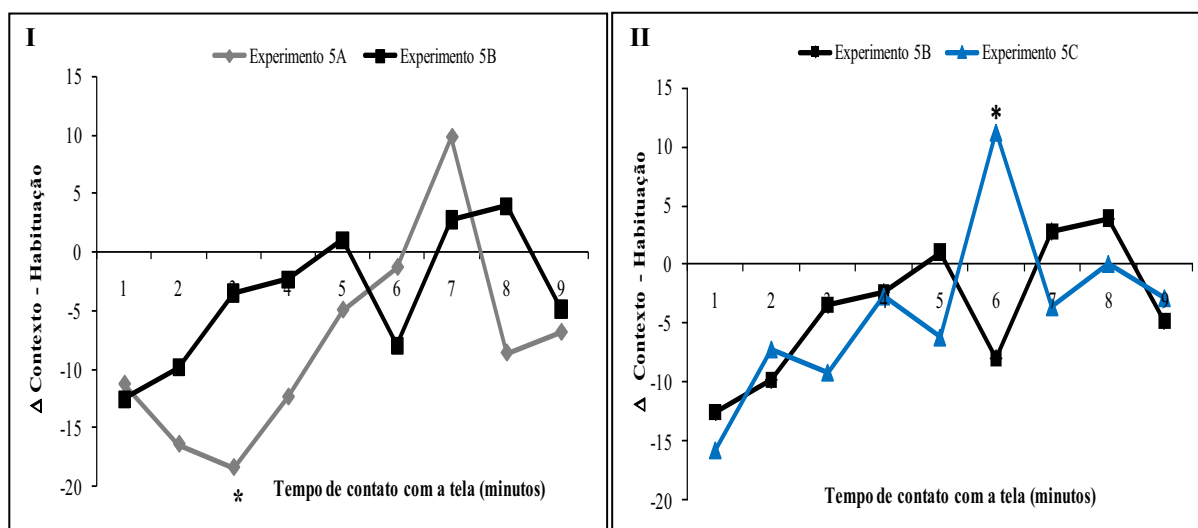 I
Experimento 5A
Experimento 5B
15
10
5
0
-5
-10
-15
-20
1 2 3 4 5 6 7 8 9
Δ Contexto - Habituação
*
Tempo de contato com a tela (minutos)
II
Experimento 5B
Experimento 5C
15
10
5
0
-5
-10
-15
-20
1 2 3 4 5 6 7 8 9
Δ Contexto - Habituação
*
Tempo de contato com a tela (minutos)